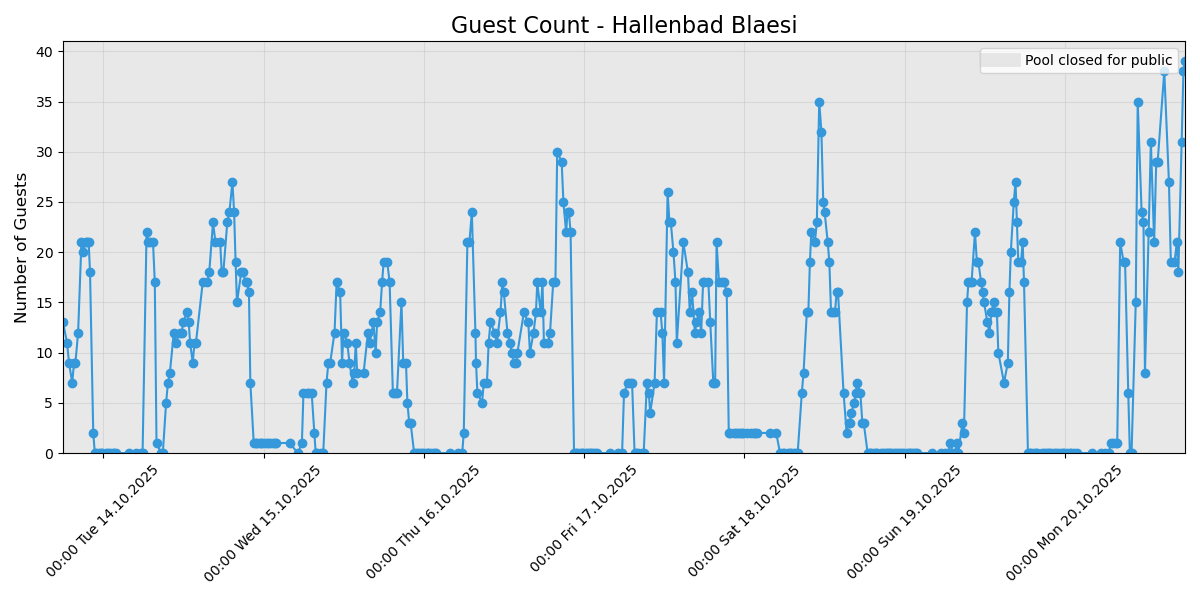 Guest Count - Hallenbad Blaesi
Pool closed for public
Number of Guests
40
35
30
25
20
15
10
5
0
00:00 Tue 14.10.2025
00:00 Wed 15.10.2025
00:00 Thu 16.10.2025
00:00 Fri 17.10.2025
00:00 Sat 18.10.2025
00:00 Sun 19.10.2025
00:00 Mon 20.10.2025